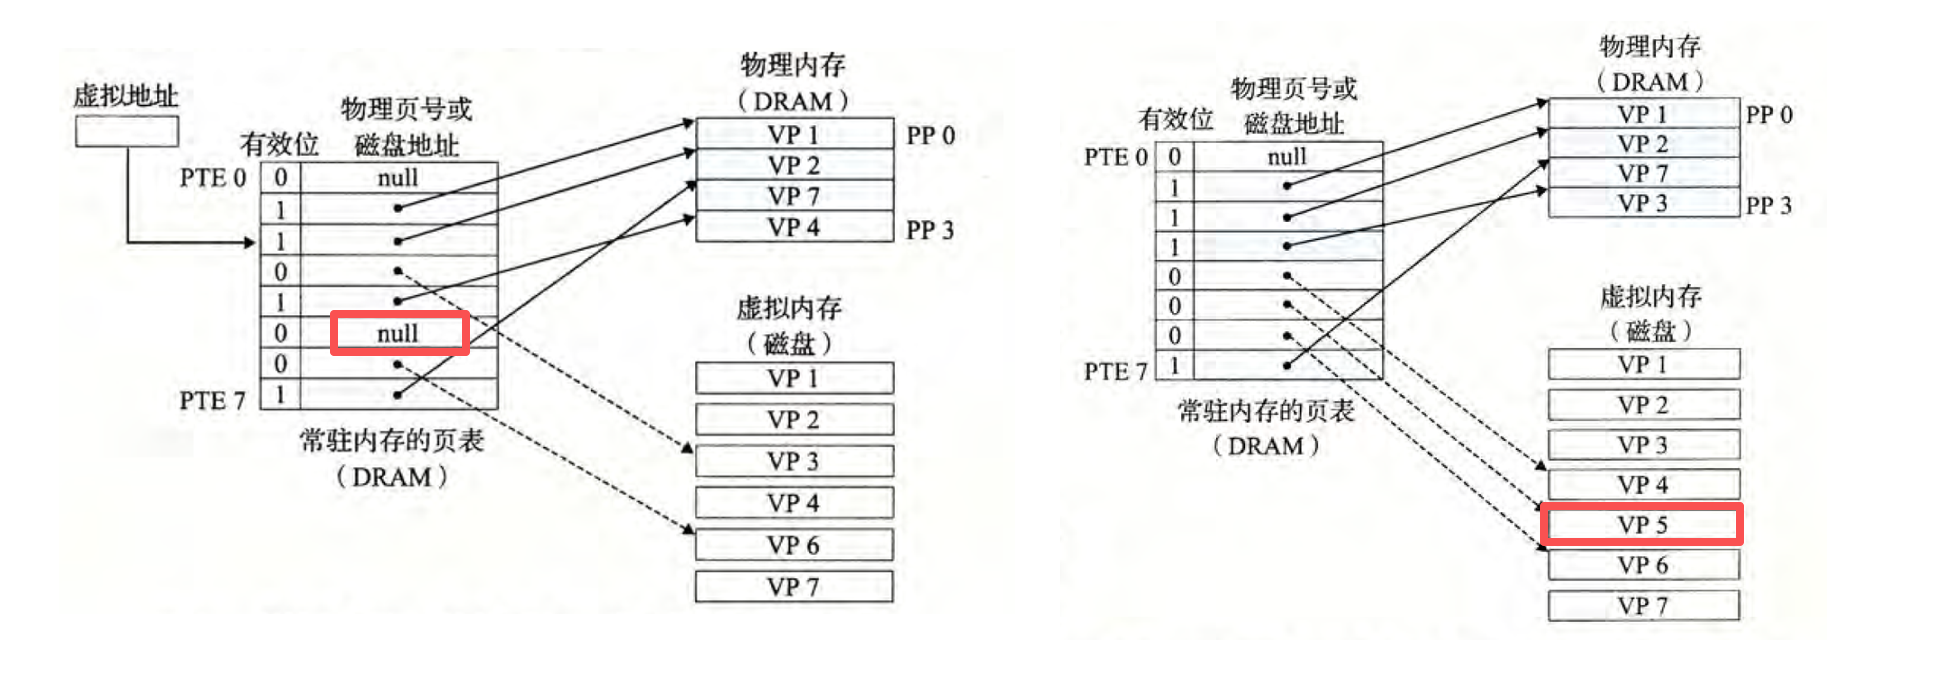 虚拟地址
有效位
物理页号或
磁盘地址
PTE 0
0
null
1
1
0
1
0
null
0
PTE 7
1
常驻内存的页表
（DRAM）
物理内存
（DRAM）
VP 1
PP 0
VP 2
VP 7
VP 4
PP 3
虚拟内存
（磁盘）
VP 1
VP 2
VP 3
VP 4
VP 6
VP 7
有效位
物理页号或
磁盘地址
PTE 0
0
null
1
1
1
0
0
0
PTE 7
1
常驻内存的页表
（DRAM）
物理内存
（DRAM）
VP 1
PP 0
VP 2
VP 7
VP 3
PP 3
虚拟内存
（磁盘）
VP 1
VP 2
VP 3
VP 4
VP 5
VP 6
VP 7